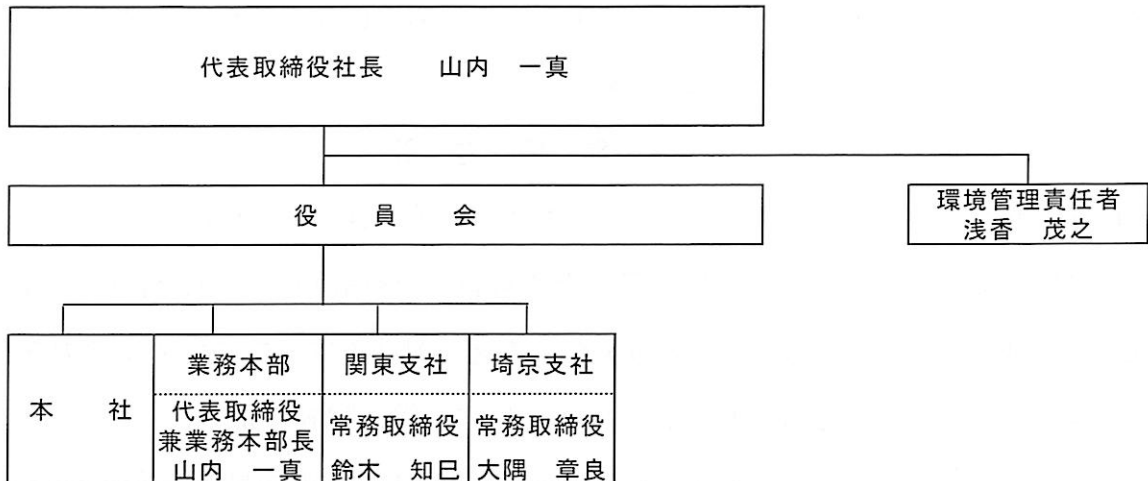 代表取締役社長　山内　一真
役　員　会
環境管理責任者
浅香　茂之
本　社
業務本部
代表取締役
兼業務本部長
山内　一真
関東支社
常務取締役
鈴木　知巳
埼京支社
常務取締役
大隅　章良